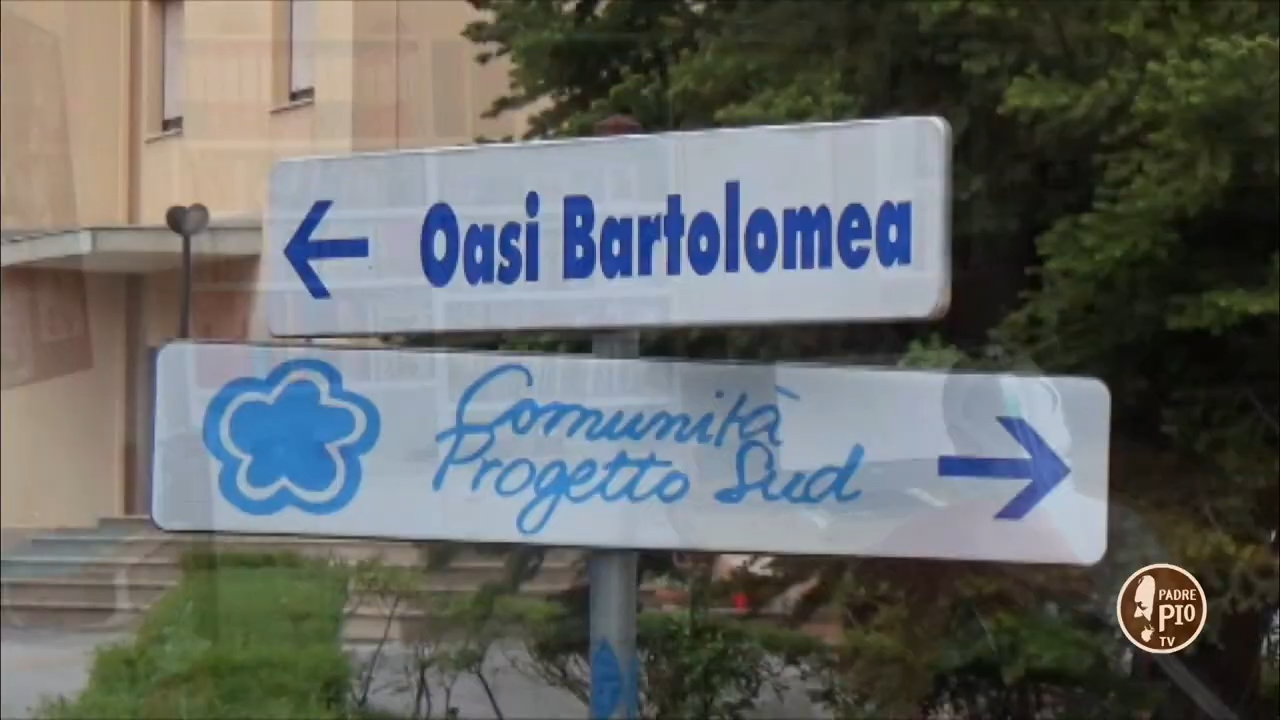 Oasi Bartolomea
Comunità
Progetto Sud
PADRE
PIO
TV